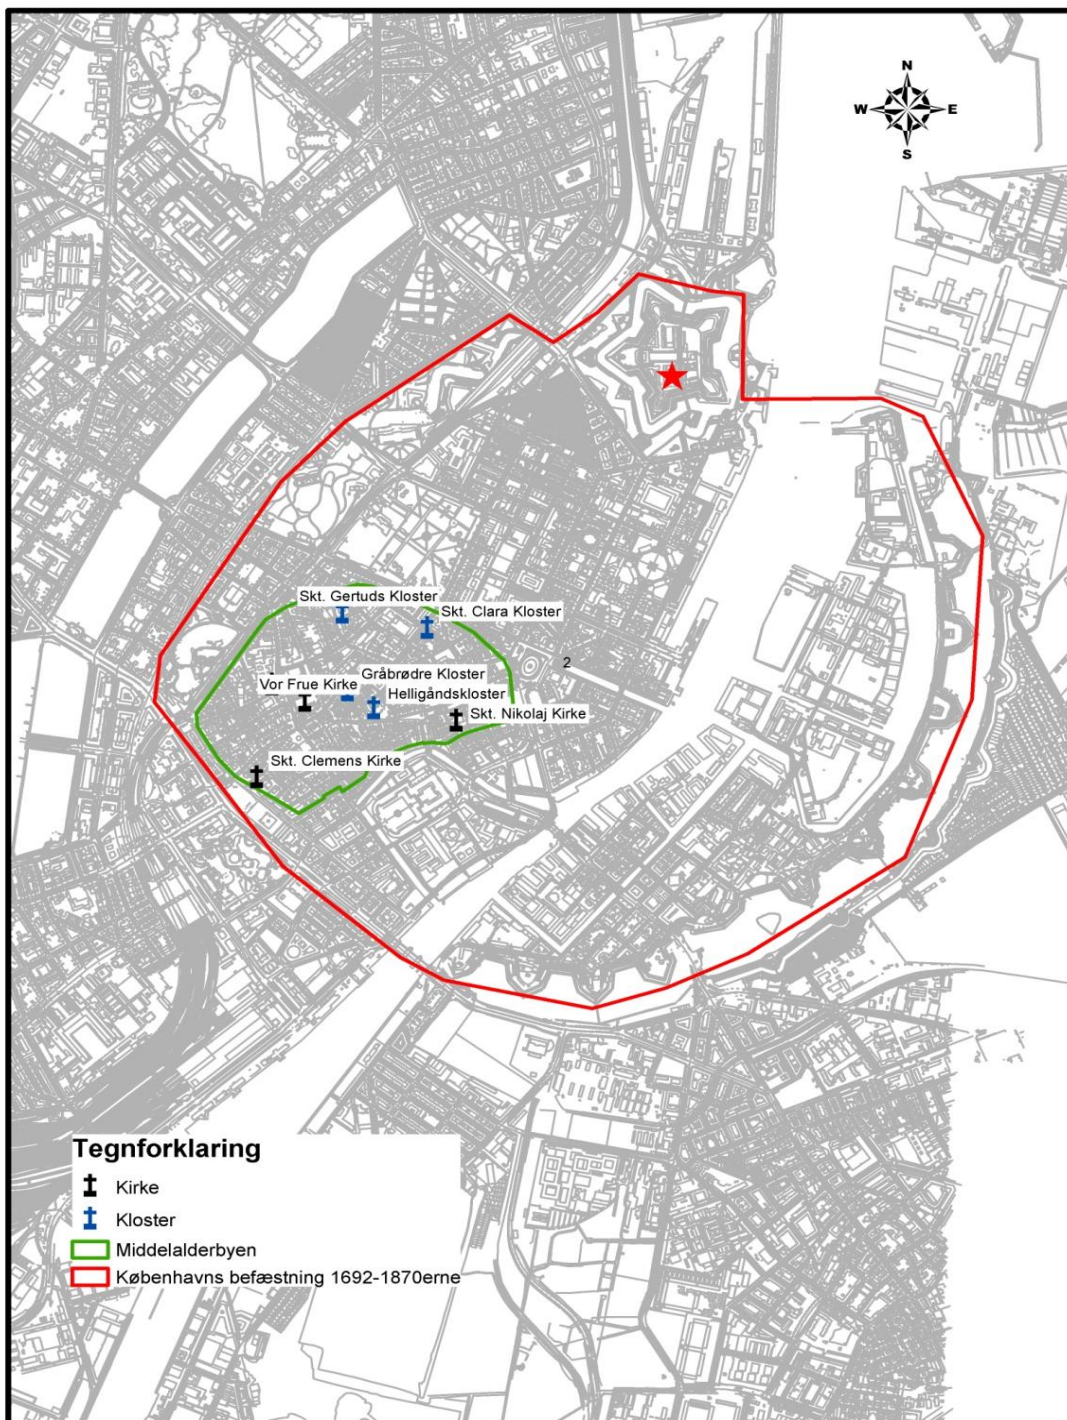 N
W E
S
Skt. Gertuds Kloster
Skt. Clara Kloster
2
Gråbrødre Kloster
Vor Frue Kirke
Helligåndskloster
Skt. Nikolaj Kirke
Skt. Clemens Kirke
Tegnforklaring
Kirke
Kloster
Middelalderbyen
Københavns befæstning 1692-1870erne